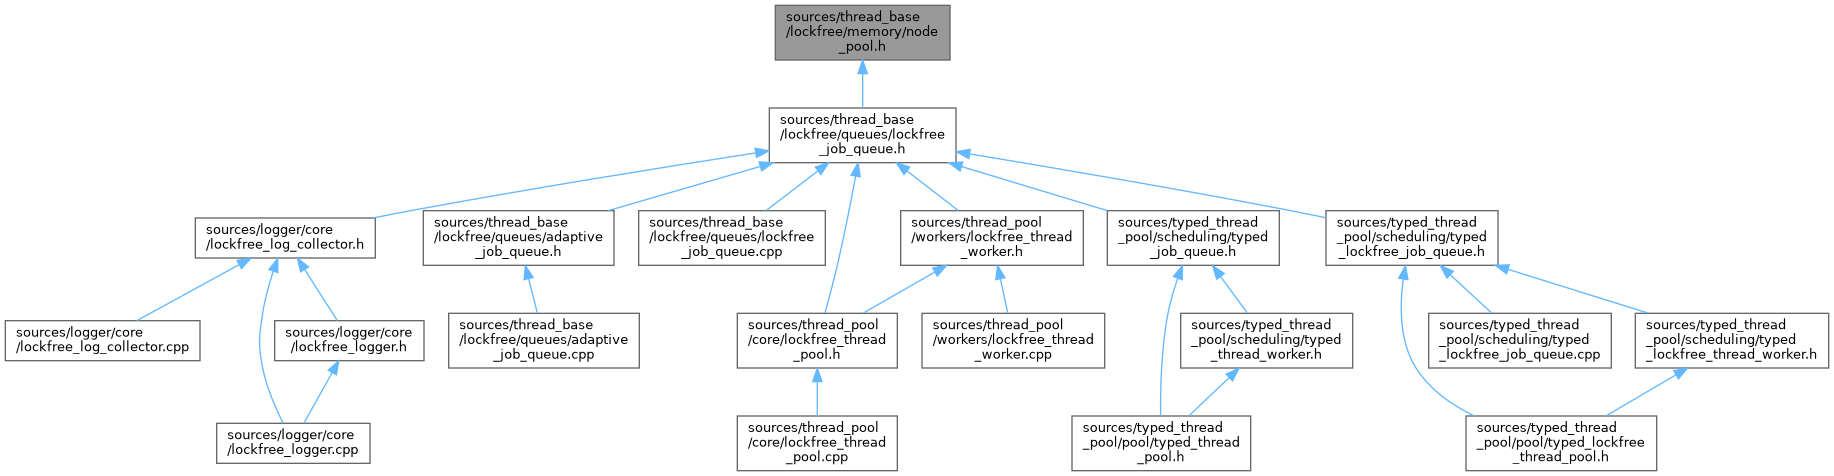 sources/thread_base
/lockfree/memory/node
_pool.h
sources/thread_base
/lockfree/queues/lockfree
_job_queue.h
sources/logger/core
/lockfree_log_collector.h
sources/thread_base
/lockfree/queues/adaptive
_job_queue.h
sources/thread_base
/lockfree/queues/lockfree
_job_queue.cpp
sources/thread_pool
/workers/lockfree_thread
_worker.h
sources/typed_thread
_pool/scheduling/typed
_job_queue.h
sources/typed_thread
_pool/scheduling/typed
_lockfree_job_queue.h
sources/logger/core
/lockfree_log_collector.cpp
sources/logger/core
/lockfree_logger.h
sources/thread_base
/lockfree/queues/adaptive
_job_queue.cpp
sources/thread_pool
/core/lockfree_thread
_pool.h
sources/thread_pool
/workers/lockfree_thread
_worker.cpp
sources/typed_thread
_pool/scheduling/typed
_thread_worker.h
sources/typed_thread
_pool/scheduling/typed
_lockfree_job_queue.cpp
sources/typed_thread
_pool/scheduling/typed
_lockfree_thread_worker.h
sources/logger/core
/lockfree_logger.cpp
sources/thread_pool
/core/lockfree_thread
_pool.cpp
sources/typed_thread
_pool/pool/typed_thread
_pool.h
sources/typed_thread
_pool/pool/typed_lockfree
_thread_pool.h